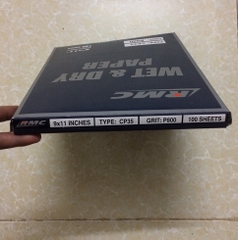 RMC
WET & DRY
PAPER
RMC 9x11 INCHES TYPE: CP35 GRIT: P800 100 SHEETS